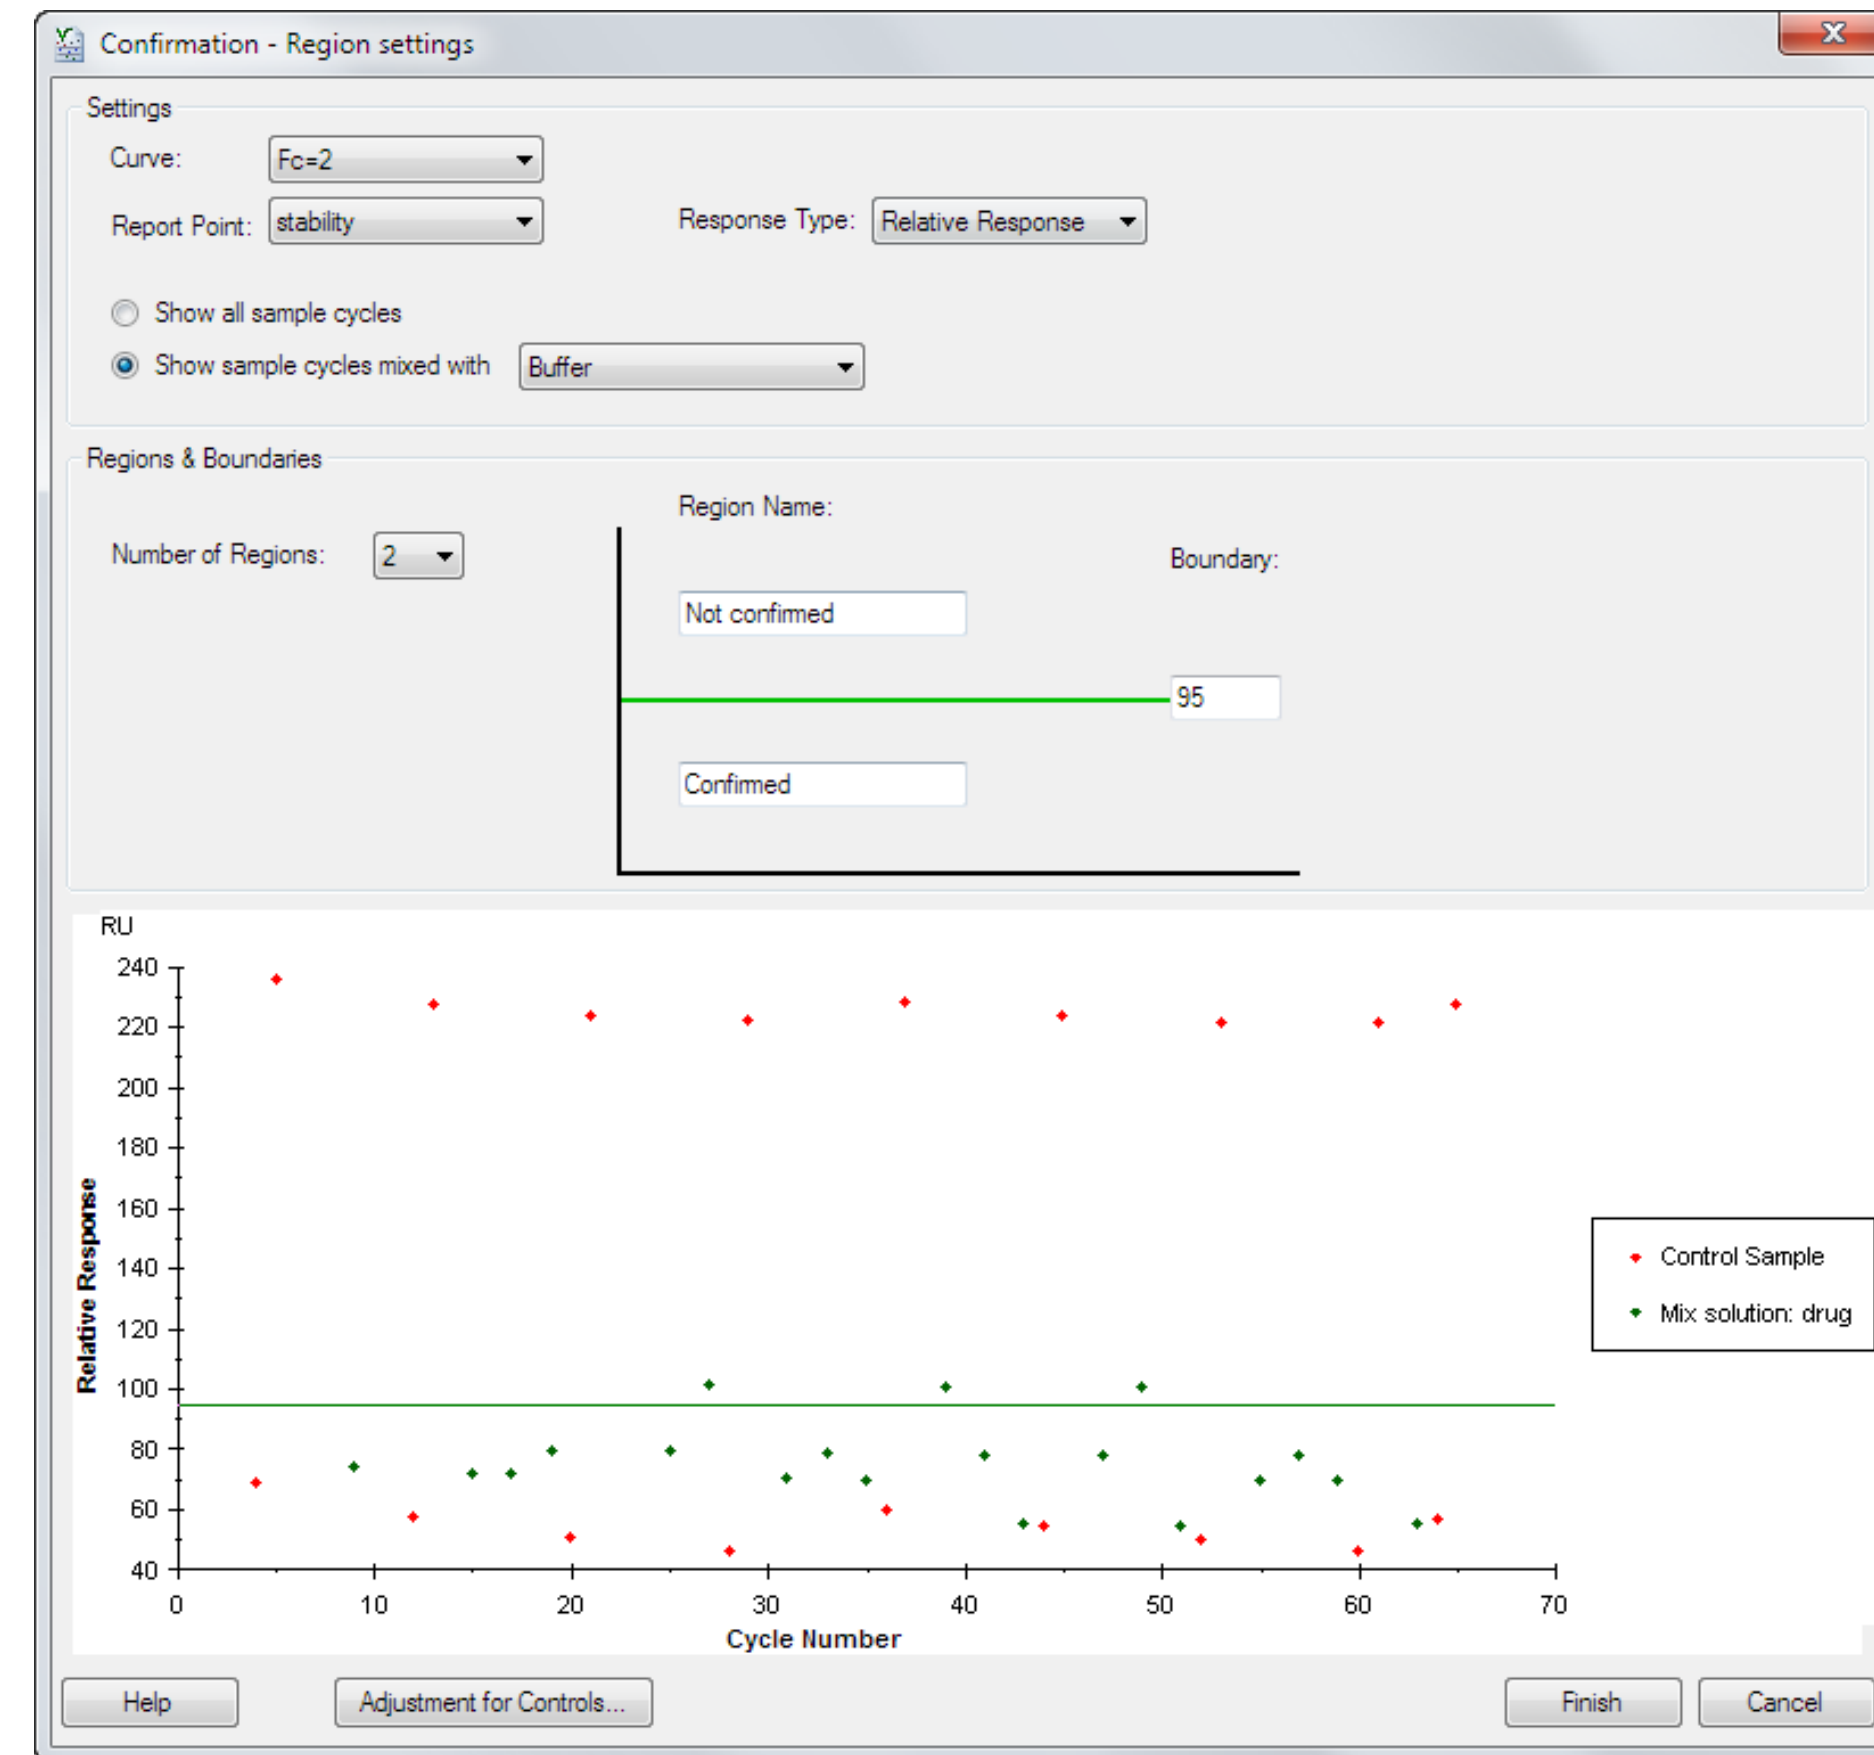 Confirmation - Region settings
X
Settings
Curve: Fc=2
Report Point: stability Response Type: Relative Response
Show all sample cycles
Show sample cycles mixed with Buffer
Regions & Boundaries
Region Name:
Number of Regions: 2 Boundary:
Not confirmed
95
Confirmed
RU
240
220
200
180
160
140
120
100
80
60
40
Relative Response
0 10 20 30 40 50 60 70
Cycle Number
Control Sample
Mix solution: drug
Help Adjustment for Controls... Finish Cancel